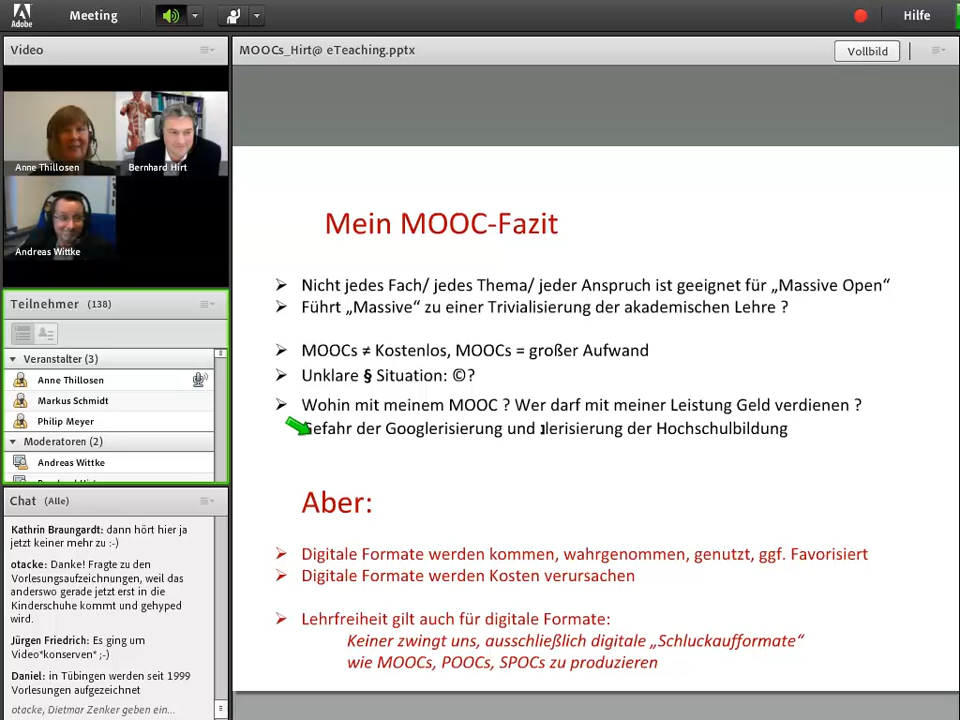 Adobe
Meeting
Hilfe
Video
Anne Thillosen
Bernhard Hirt
Andreas Wittke
Teilnehmer (138)
Veranstalter (3)
Anne Thillosen
Markus Schmidt
Philip Meyer
Moderatoren (2)
Andreas Wittke
Chat (Alle)
Kathrin Braungardt: dann hört hier ja
jetzt keiner mehr zu :-)
otacke: Danke! Fragte zu den
Vorlesungsaufzeichnungen, weil das
anderswo gerade jetzt erst in die
Kinderschuhe kommt und gehyped
wird.
Jürgen Friedrich: Es ging um
Video*konserven* ;-)
Daniel: in Tübingen werden seit 1999
Vorlesungen aufgezeichnet
otacke, Dietmar Zenker geben ein...
MOOCs_Hirt@ eTeaching.pptx
Vollbild
Mein MOOC-Fazit
Nicht jedes Fach/ jedes Thema/ jeder Anspruch ist geeignet für „Massive Open“
Führt „Massive“ zu einer Trivialisierung der akademischen Lehre ?
MOOCs ≠ Kostenlos, MOOCs = großer Aufwand
Unklare § Situation: ©?
Wohin mit meinem MOOC ? Wer darf mit meiner Leistung Geld verdienen ?
Gefahr der Googlerisierung und der Hochschulbildung
Aber:
Digitale Formate werden kommen, wahrgenommen, genutzt, ggf. Favorisiert
Digitale Formate werden Kosten verursachen
Lehrfreiheit gilt auch für digitale Formate:
Keiner zwingt uns, ausschließlich digitale „Schluckaufformate“
wie MOOCs, POOCs, SPOCs zu produzieren